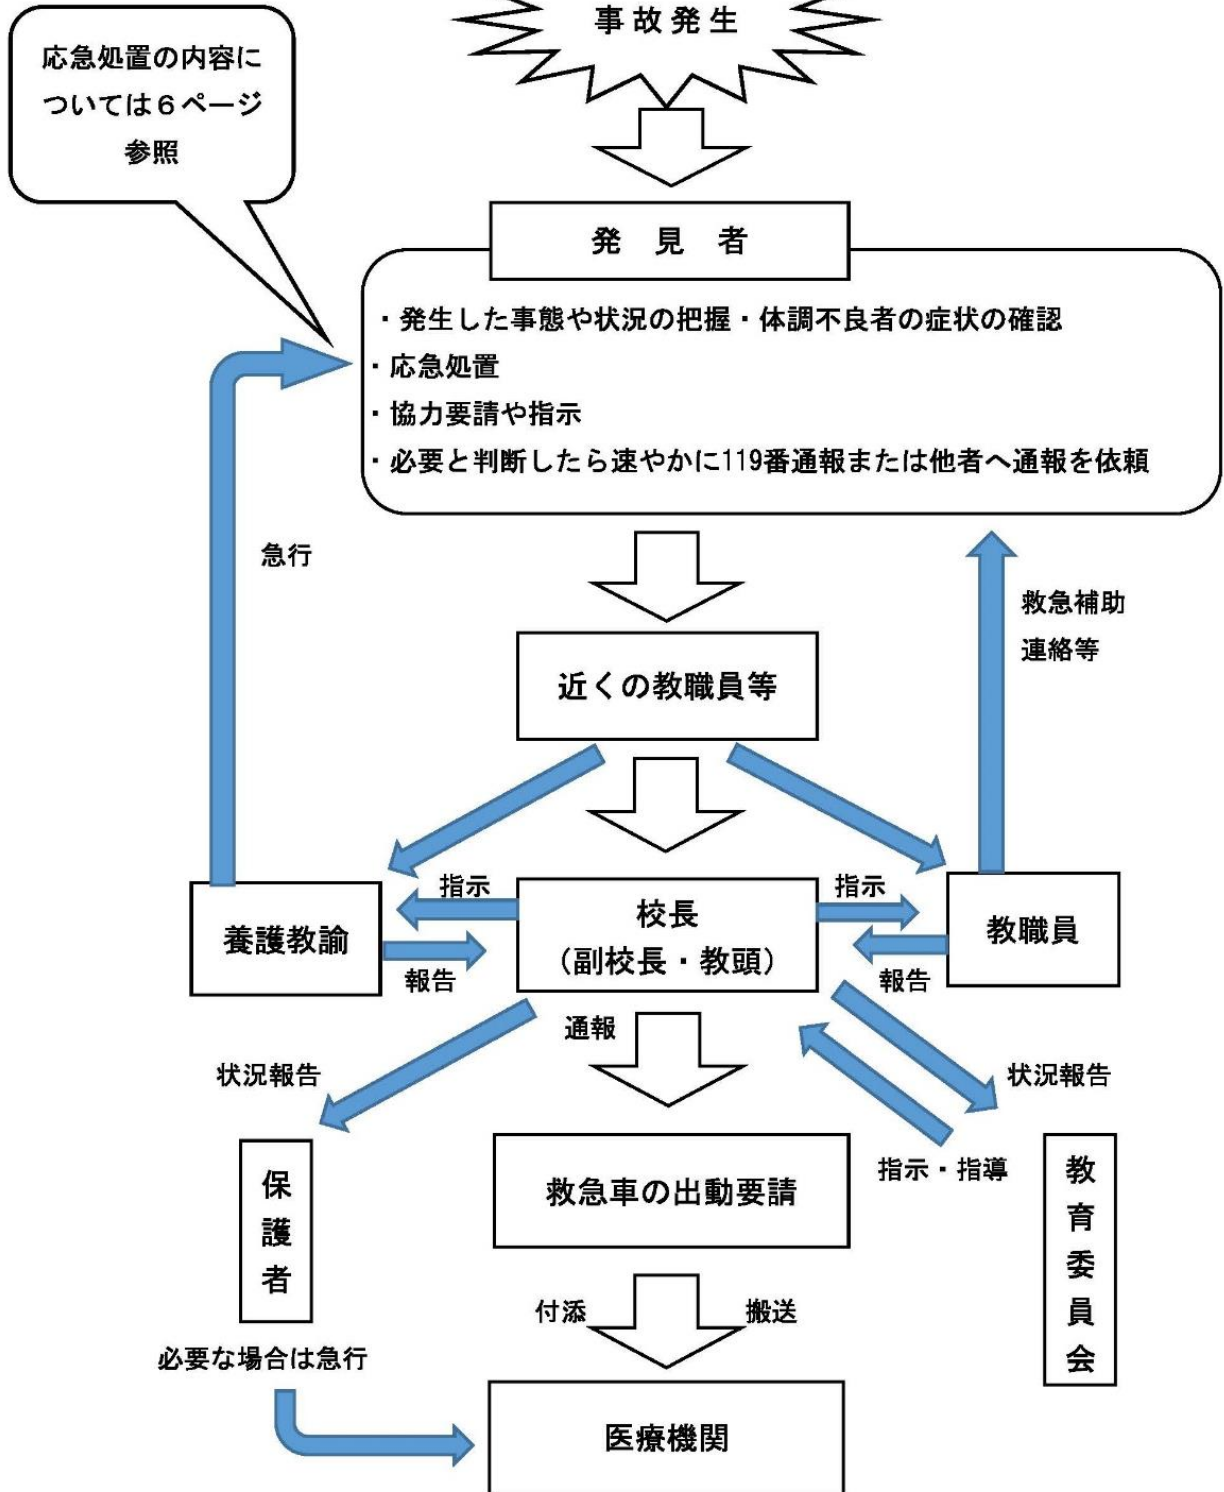 事故発生
応急処置の内容に
ついては6ページ
参照
発見者
・発生した事態や状況の把握・体調不良者の症状の確認
・応急処置
・協力要請や指示
・必要と判断したら速やかに119番通報または他者へ通報を依頼
急行
救急補助
連絡等
近くの教職員等
指示
指示
養護教諭
校長
(副校長・教頭)
教職員
報告
報告
通報
状況報告
状況報告
保護者
救急車の出動要請
指示・指導
教育委員会
付添
搬送
必要な場合は急行
医療機関